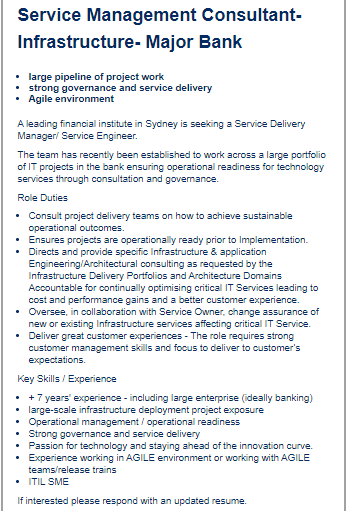 Service Management Consultant-
Infrastructure- Major Bank
• large pipeline of project work
• strong governance and service delivery
• Agile environment
A leading financial institute in Sydney is seeking a Service Delivery
Manager/ Service Engineer.
The team has recently been established to work across a large portfolio
of IT projects in the bank ensuring operational readiness for technology
services through consultation and governance.
Role Duties
• Consult project delivery teams on how to achieve sustainable
operational outcomes.
• Ensures projects are operationally ready prior to Implementation.
• Directs and provide specific Infrastructure & application
Engineering/Architectural consulting as requested by the
Infrastructure Delivery Portfolios and Architecture Domains
Accountable for continually optimising critical IT Services leading to
cost and performance gains and a better customer experience.
• Oversee, in collaboration with Service Owner, change assurance of
new or existing Infrastructure services affecting critical IT Service.
• Deliver great customer experiences - The role requires strong
customer management skills and focus to deliver to customer's
expectations.
Key Skills / Experience
• + 7 years' experience - including large enterprise (ideally banking)
• large-scale infrastructure deployment project exposure
• Operational management / operational readiness
• Strong governance and service delivery
• Passion for technology and staying ahead of the innovation curve.
• Experience working in AGILE environment or working with AGILE
teams/release trains
• ITIL SME
If interested please respond with an updated resume.